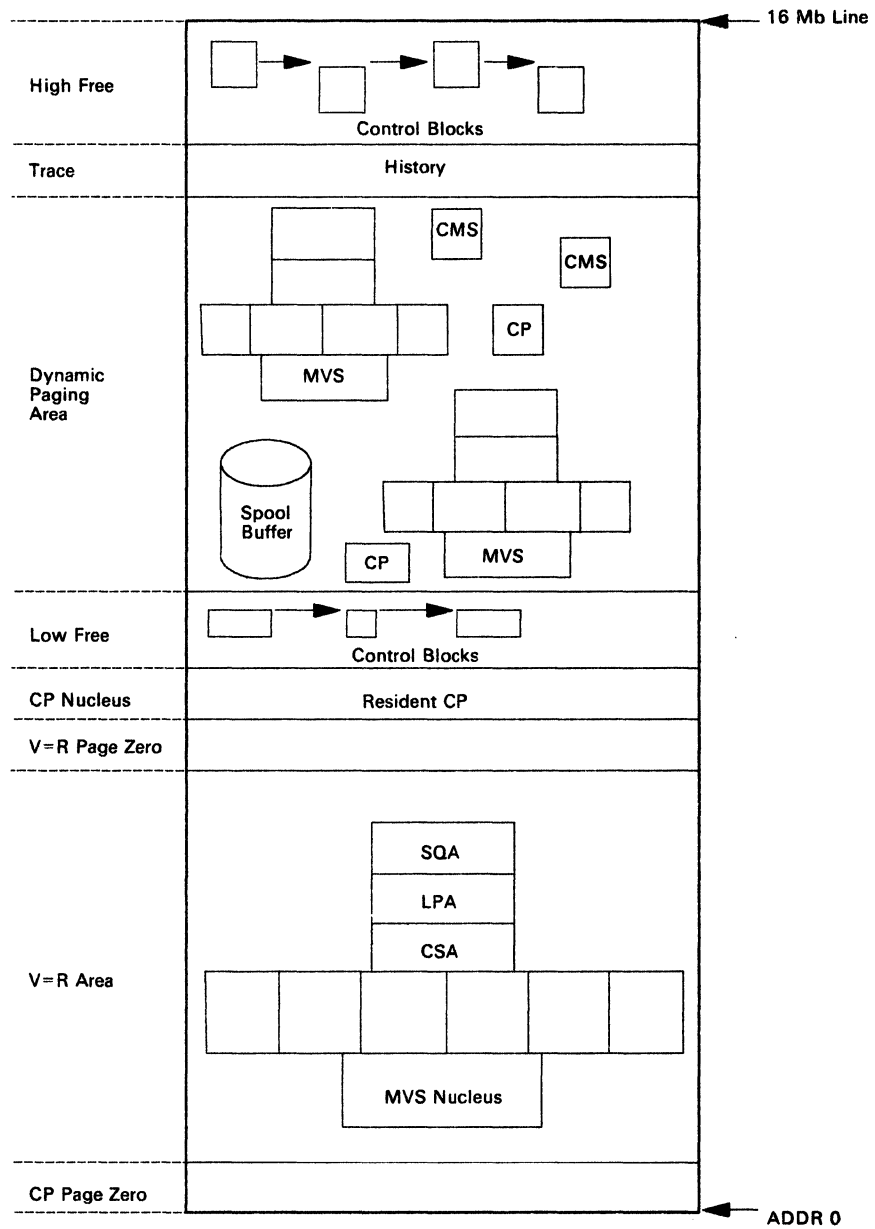 16 Mb Line
High Free
Control Blocks
Trace
History
CMS
CMS
CP
MVS
Dynamic
Paging
Area
Spool
Buffer
CP
MVS
Low Free
Control Blocks
CP Nucleus
Resident CP
V=R Page Zero
SQA
LPA
CSA
V=R Area
MVS Nucleus
CP Page Zero
ADDR 0